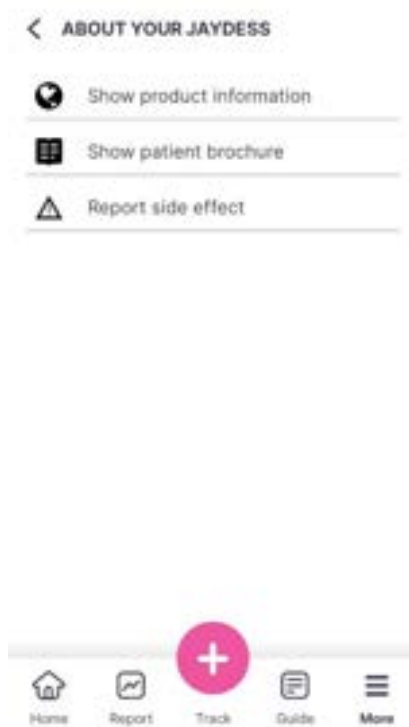 ABOUT YOUR JAYDESS
Show product information
Show patient brochure
Report side effect
Home Report Track Guide More